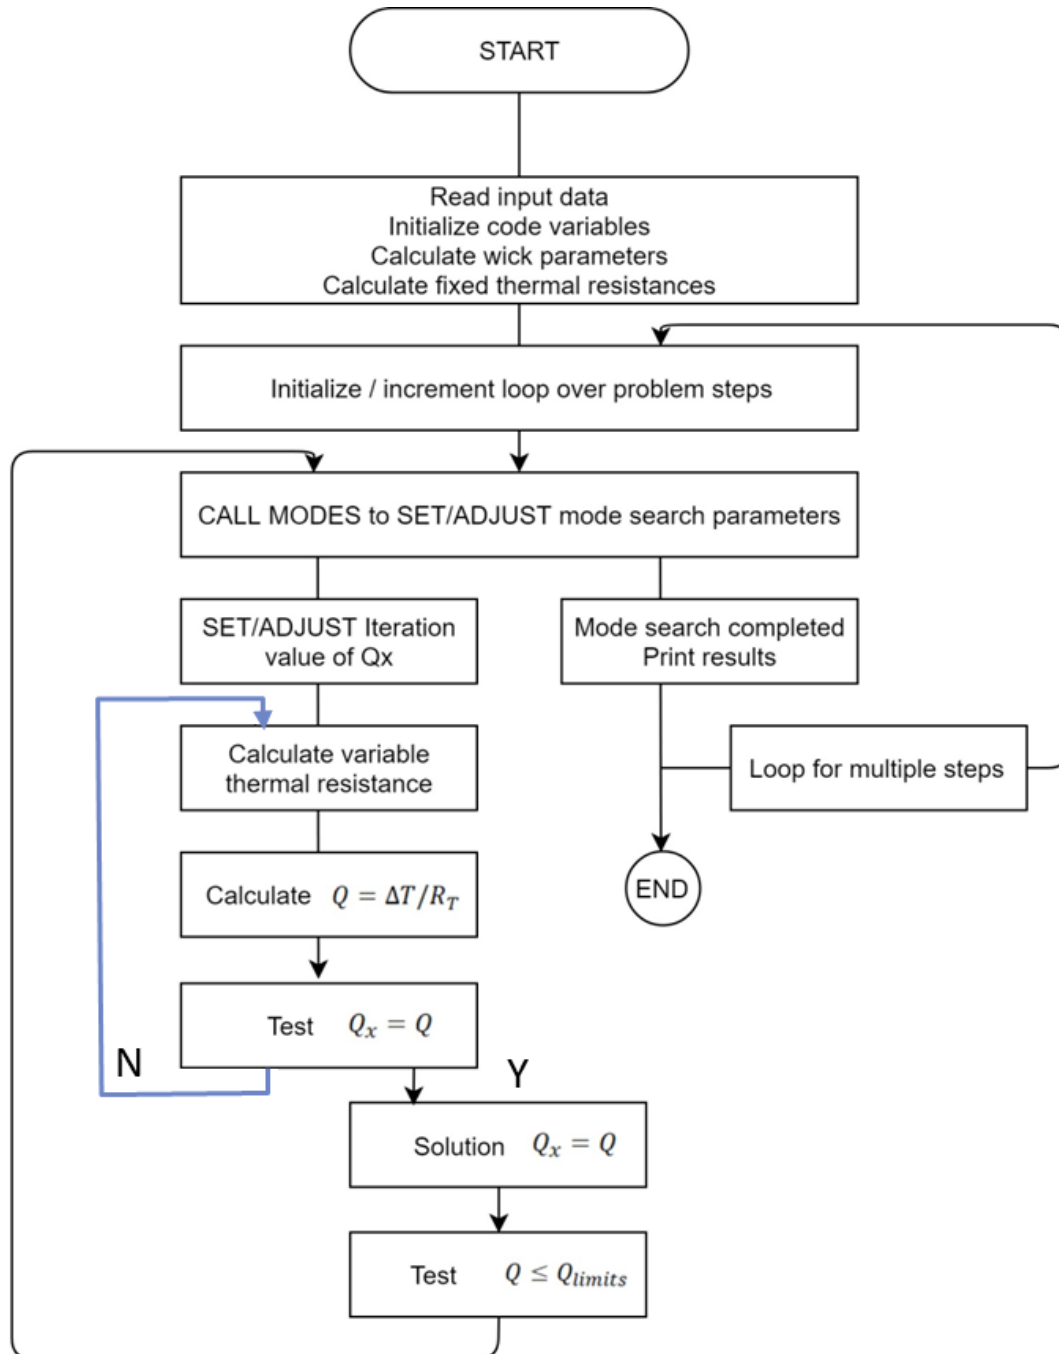 START
Read input data
Initialize code variables
Calculate wick parameters
Calculate fixed thermal resistances
Initialize / increment loop over problem steps
CALL MODES to SET/ADJUST mode search parameters
SET/ADJUST Iteration
value of Qx
Mode search completed
Print results
Calculate variable
thermal resistance
Loop for multiple steps
Calculate Q = ΔT/R_T
END
Test Q_x = Q
N
Y
Solution Q_x = Q
Test Q ≤ Q_limits